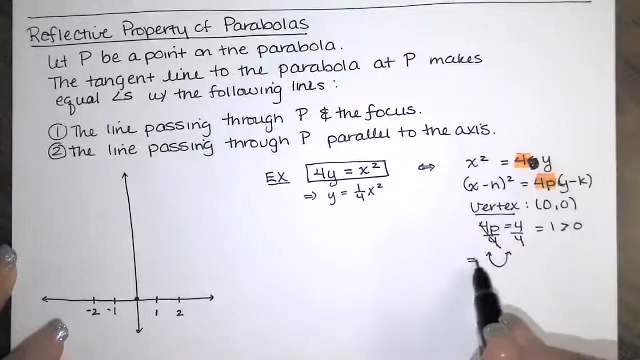 Reflective Property of Parabolas
Let P be a point on the parabola.
The tangent line to the parabola at P makes
equal ∠s w/ the following lines:
① The line passing through P & the focus.
② The line passing through P parallel to the axis.
EX 4y = x² ⇔ x² = 4 y
⇒ y = 1/4 x²
(x-h)² = 4p(y-k)
Vertex: (0,0)
4p/4 = 4/4 = 1 > 0
⇒
-2 -1 1 2